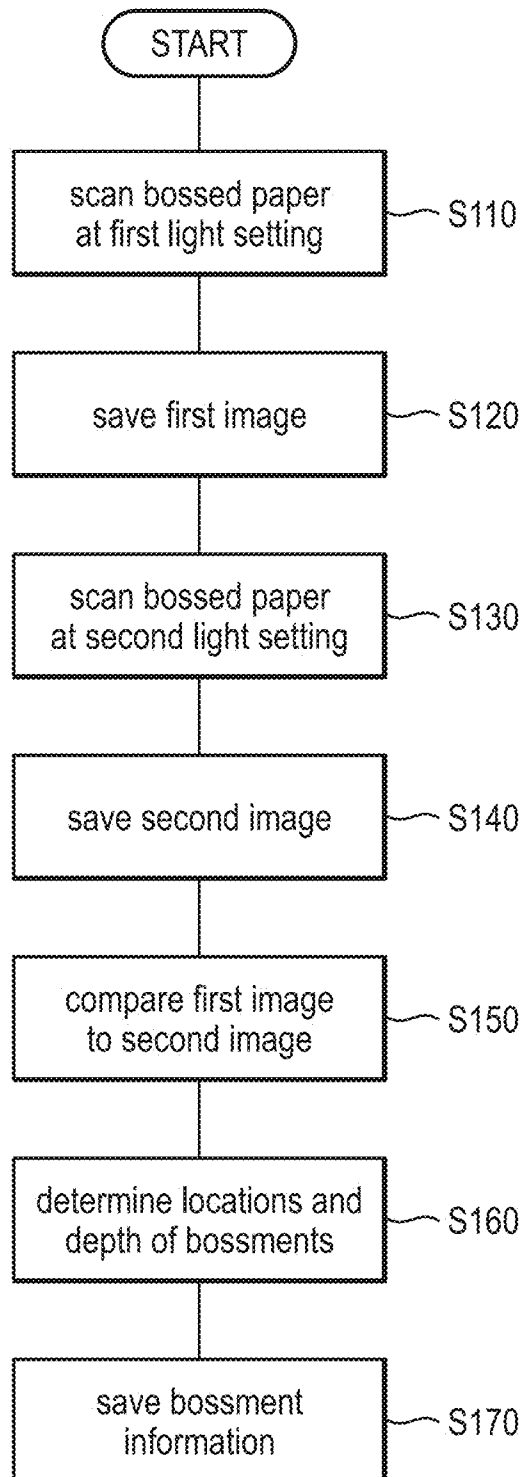 START
scan bossed paper
at first light setting
S110
save first image
S120
scan bossed paper
at second light setting
S130
save second image
S140
compare first image
to second image
S150
determine locations and
depth of bossments
S160
save bossment
information
S170